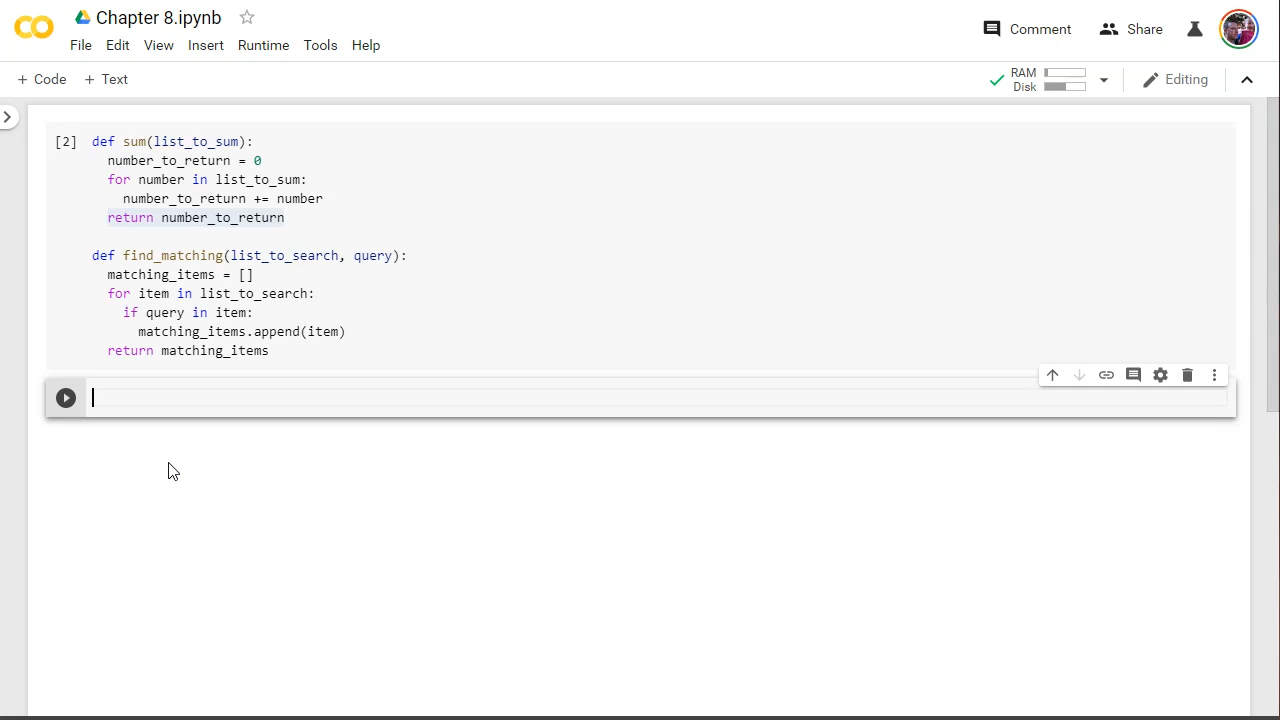 CO
Chapter 8.ipynb
File Edit View Insert Runtime Tools Help
Comment
Share
+ Code + Text
RAM
Disk
Editing
[2] def sum(list_to_sum):
  number_to_return = 0
  for number in list_to_sum:
    number_to_return += number
  return number_to_return
def find_matching(list_to_search, query):
  matching_items = []
  for item in list_to_search:
    if query in item:
      matching_items.append(item)
  return matching_items